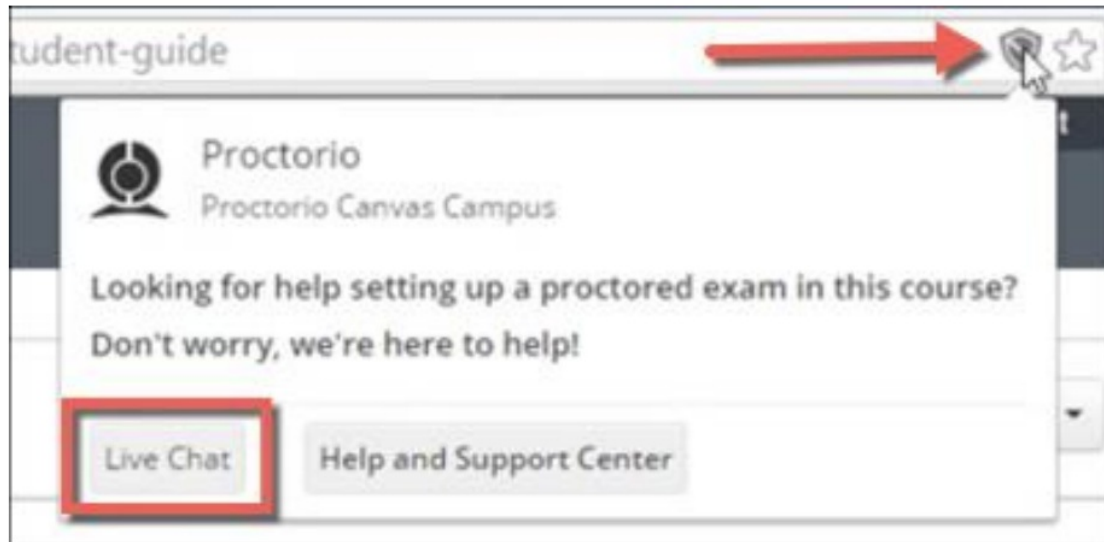 tudent-guide
t
Proctorio
Proctorio Canvas Campus
Looking for help setting up a proctored exam in this course?
Don't worry, we're here to help!
Live Chat
Help and Support Center